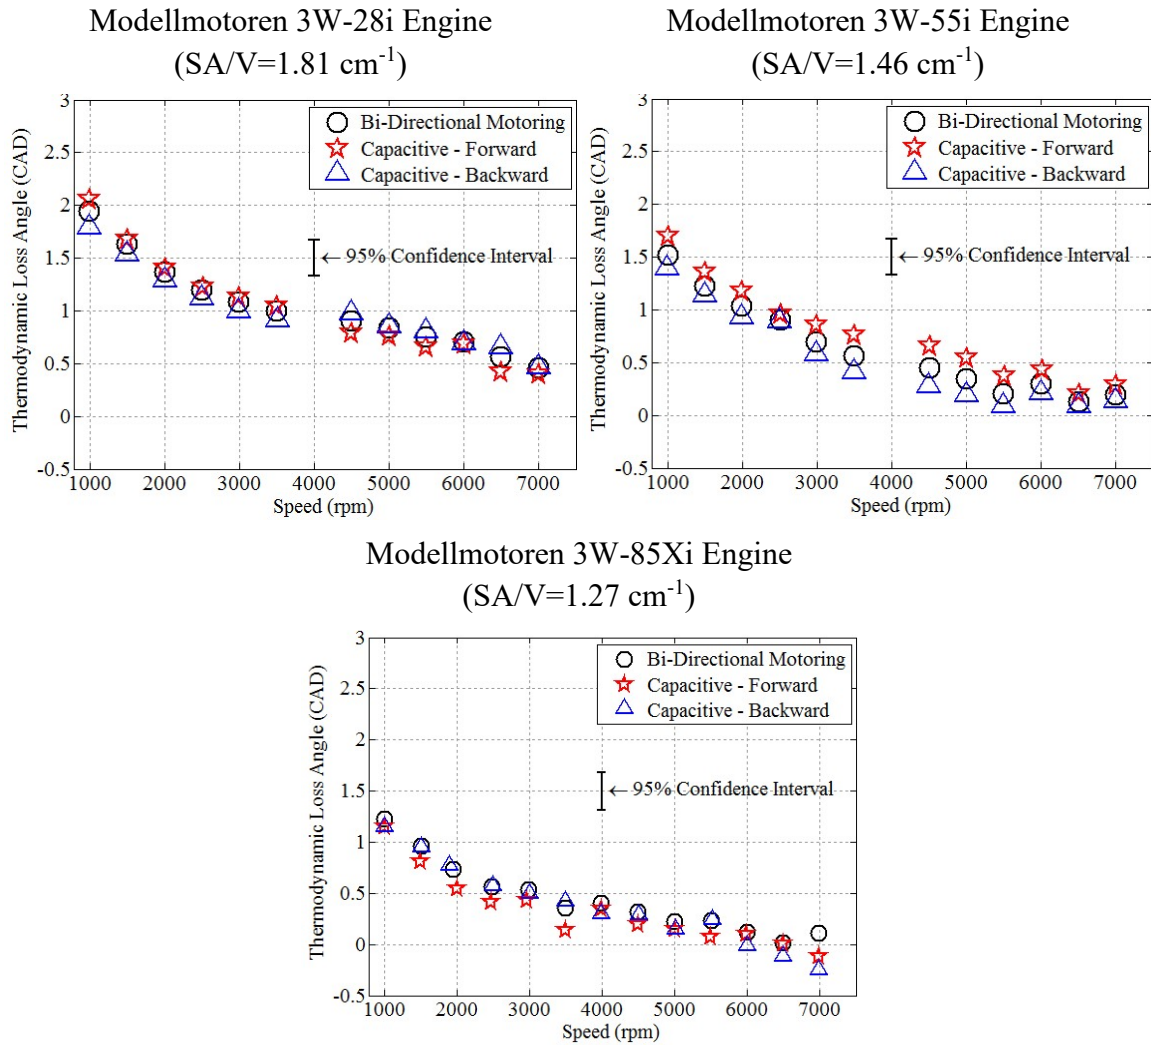 Modellmotoren 3W-28i Engine
(SA/V=1.81 cm⁻¹)
Thermodynamic Loss Angle (CAD)
3
2.5
2
1.5
1
0.5
0
-0.5
Bi-Directional Motoring
Capacitive - Forward
Capacitive - Backward
← 95% Confidence Interval
1000 2000 3000 4000 5000 6000 7000
Speed (rpm)
Modellmotoren 3W-55i Engine
(SA/V=1.46 cm⁻¹)
Thermodynamic Loss Angle (CAD)
3
2.5
2
1.5
1
0.5
0
-0.5
Bi-Directional Motoring
Capacitive - Forward
Capacitive - Backward
← 95% Confidence Interval
1000 2000 3000 4000 5000 6000 7000
Speed (rpm)
Modellmotoren 3W-85Xi Engine
(SA/V=1.27 cm⁻¹)
Thermodynamic Loss Angle (CAD)
3
2.5
2
1.5
1
0.5
0
-0.5
Bi-Directional Motoring
Capacitive - Forward
Capacitive - Backward
← 95% Confidence Interval
1000 2000 3000 4000 5000 6000 7000
Speed (rpm)